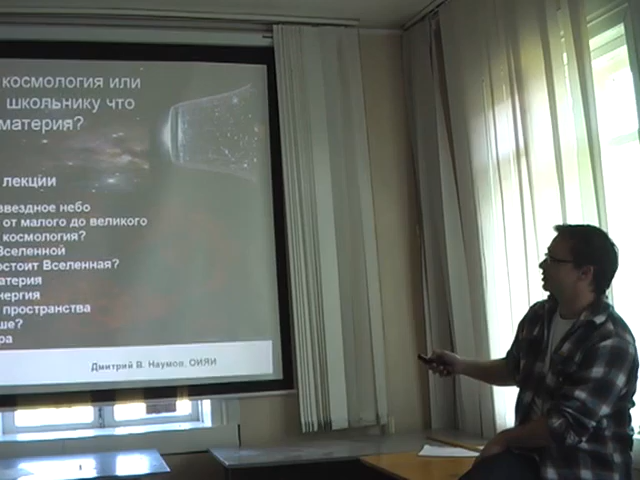 космология или
школьнику что
материя?
лекции
звездное небо
от малого до великого
космология?
Вселенной
остоит Вселенная?
атерия
нергия
пространства
ше?
ра
Дмитрий В. Наумов, ОИЯИ